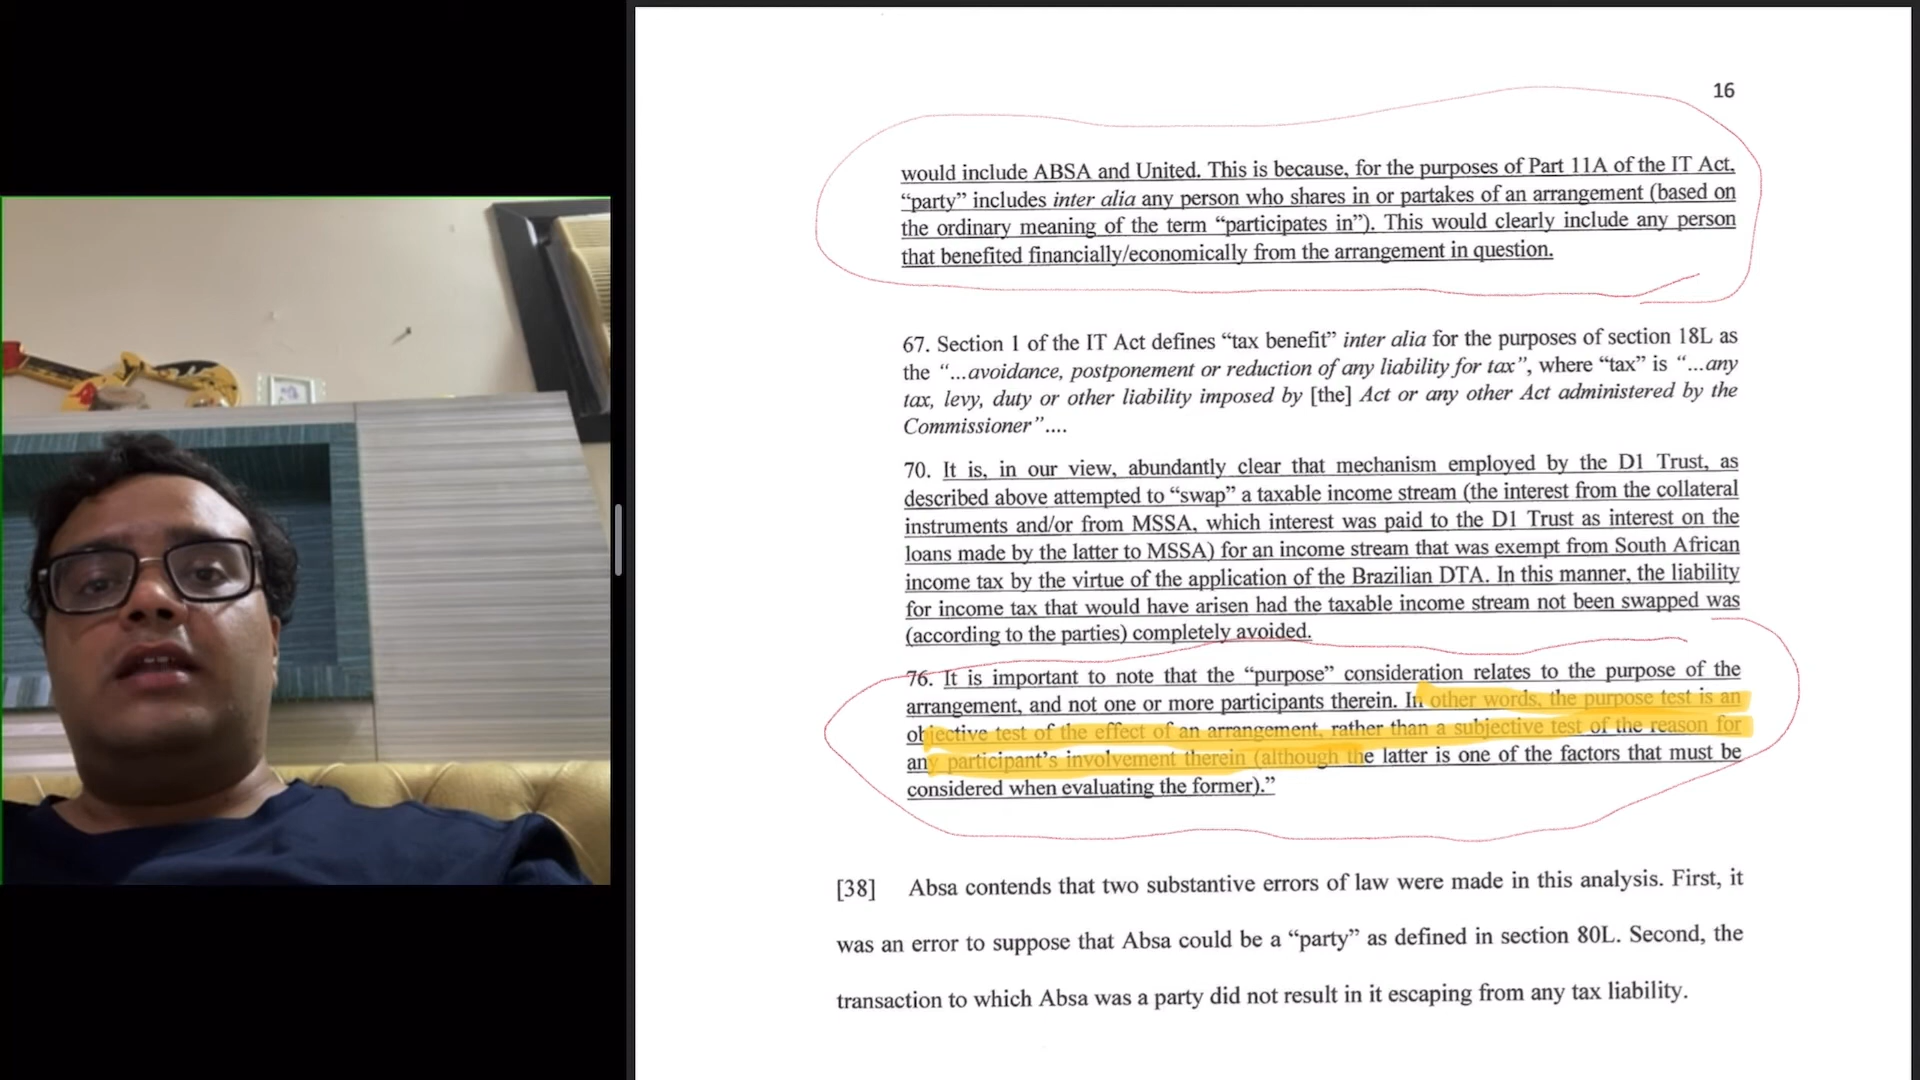 16
would include ABSA and United. This is because, for the purposes of Part 11A of the IT Act,
“party” includes inter alia any person who shares in or partakes of an arrangement (based on
the ordinary meaning of the term “participates in”). This would clearly include any person
that benefited financially/economically from the arrangement in question.
67. Section 1 of the IT Act defines “tax benefit” inter alia for the purposes of section 18L as
the “...avoidance, postponement or reduction of any liability for tax”, where “tax” is “...any
tax, levy, duty or other liability imposed by [the] Act or any other Act administered by the
Commissioner”....
70. It is, in our view, abundantly clear that mechanism employed by the D1 Trust, as
described above attempted to “swap” a taxable income stream (the interest from the collateral
instruments and/or from MSSA, which interest was paid to the D1 Trust as interest on the
loans made by the latter to MSSA) for an income stream that was exempt from South African
income tax by the virtue of the application of the Brazilian DTA. In this manner, the liability
for income tax that would have arisen had the taxable income stream not been swapped was
(according to the parties) completely avoided.
76. It is important to note that the “purpose” consideration relates to the purpose of the
arrangement, and not one or more participants therein. In other words, the purpose test is an
objective test of the effect of an arrangement, rather than a subjective test of the reason for
any participant’s involvement therein (although the latter is one of the factors that must be
considered when evaluating the former).”
[38] Absa contends that two substantive errors of law were made in this analysis. First, it
was an error to suppose that Absa could be a “party” as defined in section 80L. Second, the
transaction to which Absa was a party did not result in it escaping from any tax liability.